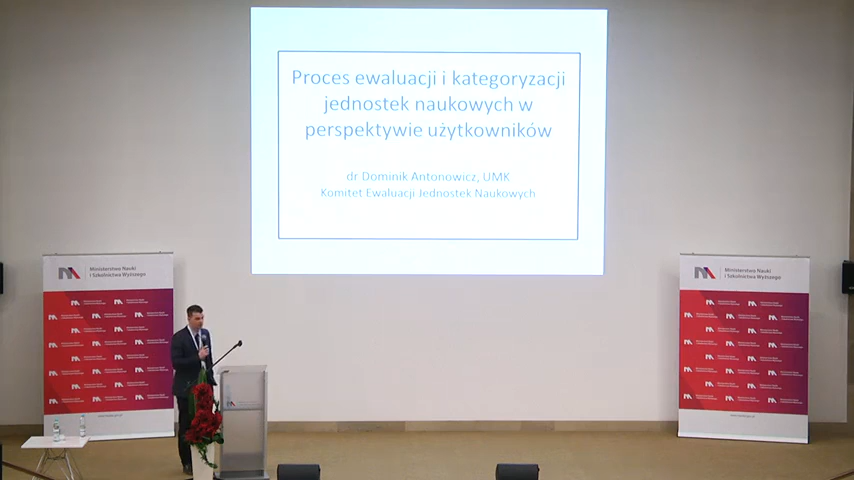 Proces ewaluacji i kategoryzacji
jednostek naukowych w
perspektywie użytkowników
dr Dominik Antonowicz, UMK
Komitet Ewaluacji Jednostek Naukowych
Ministerstwo Nauki
i Szkolnictwa Wyższego
Ministerstwo Nauki
i Szkolnictwa Wyższego